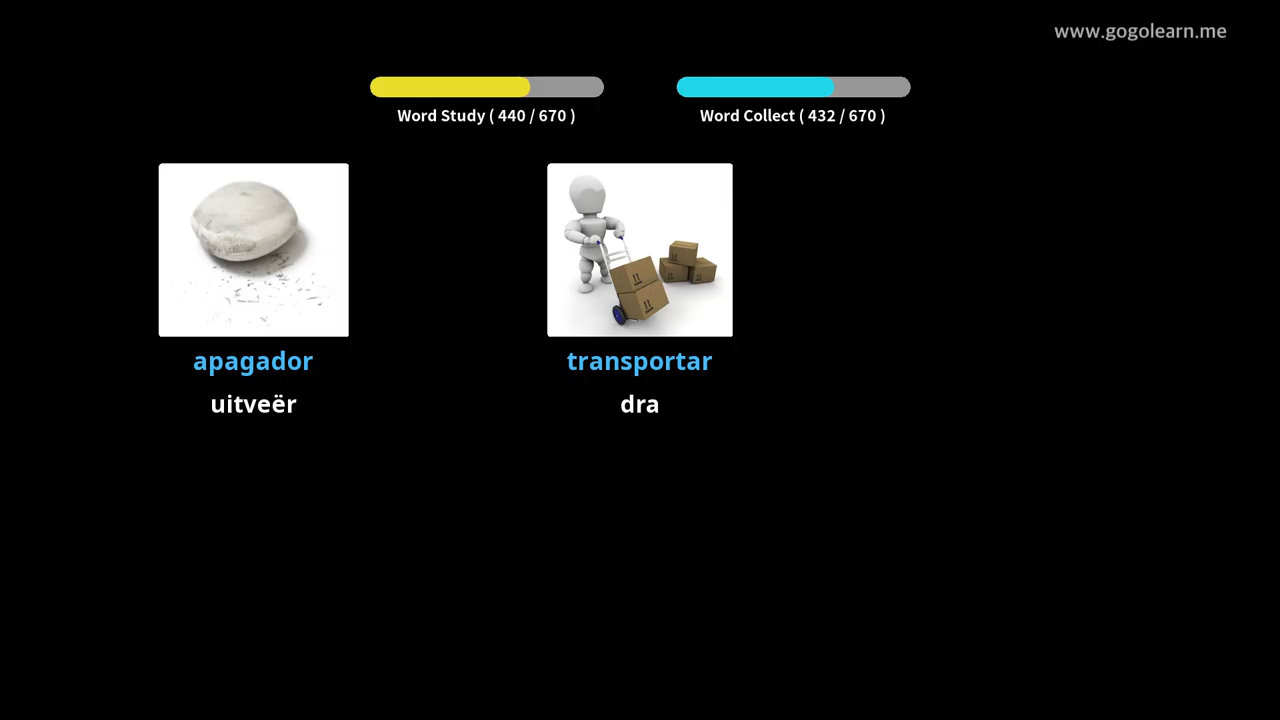 www.gogolearn.me
Word Study ( 440 / 670 )
Word Collect ( 432 / 670 )
apagador
transportar
uitveër
dra